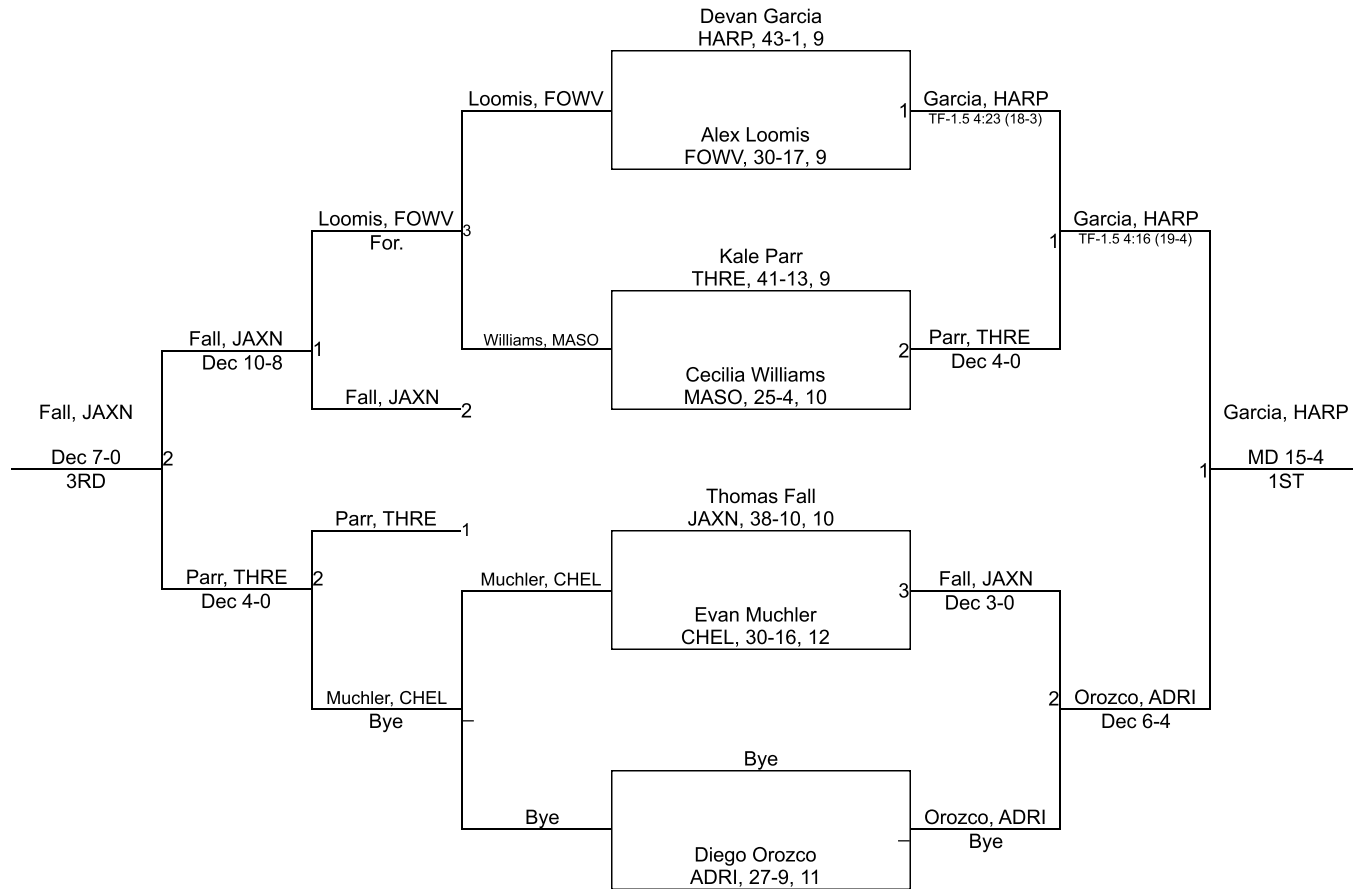 Devan Garcia
HARP, 43-1, 9
Loomis, FOWV
1
Garcia, HARP
TF-1.5 4:23 (18-3)
Alex Loomis
FOWV, 30-17, 9
Loomis, FOWV
3
For.
1
Garcia, HARP
TF-1.5 4:16 (19-4)
Kale Parr
THRE, 41-13, 9
Fall, JAXN
1
Dec 10-8
Williams, MASO
2
Parr, THRE
Dec 4-0
Cecilia Williams
MASO, 25-4, 10
Fall, JAXN
2
Fall, JAXN
Dec 7-0
2
3RD
Garcia, HARP
1
MD 15-4
1ST
Thomas Fall
JAXN, 38-10, 10
Parr, THRE
1
Parr, THRE
2
Dec 4-0
Muchler, CHEL
3
Fall, JAXN
Dec 3-0
Evan Muchler
CHEL, 30-16, 12
Muchler, CHEL
Bye
2
Orozco, ADRI
Dec 6-4
Bye
Bye
Orozco, ADRI
Bye
Diego Orozco
ADRI, 27-9, 11